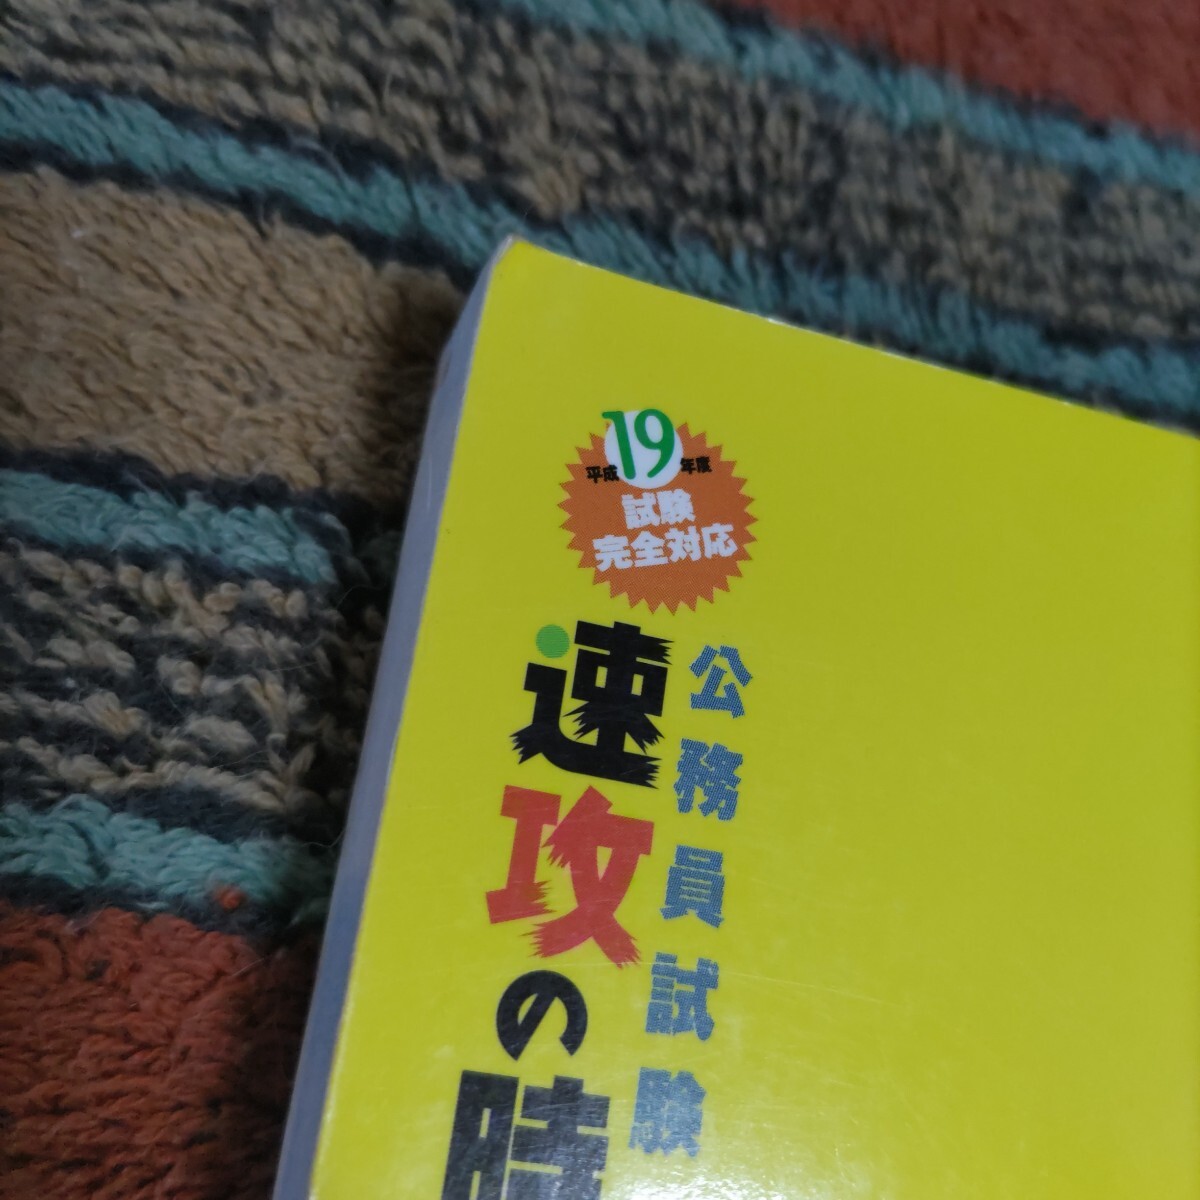 平成19年度
試験
完全対応
公務員試験
速攻の時